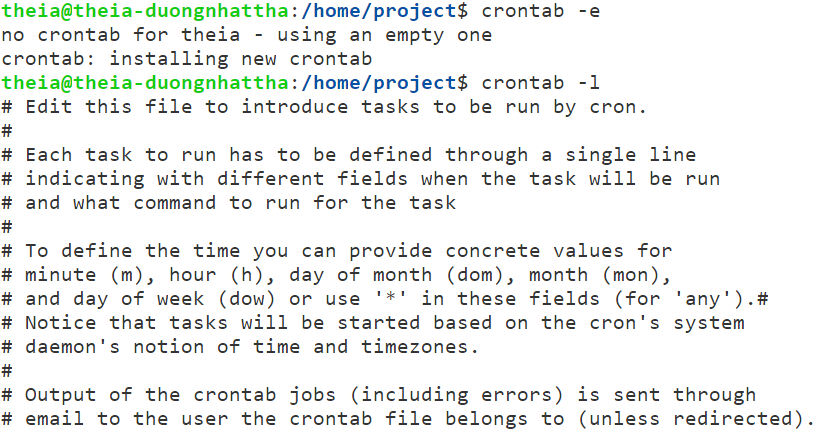 theia@theia-duongnhattha:/home/project$ crontab -e
no crontab for theia - using an empty one
crontab: installing new crontab
theia@theia-duongnhattha:/home/project$ crontab -l
# Edit this file to introduce tasks to be run by cron.
#
# Each task to run has to be defined through a single line
# indicating with different fields when the task will be run
# and what command to run for the task
#
# To define the time you can provide concrete values for
# minute (m), hour (h), day of month (dom), month (mon),
# and day of week (dow) or use '*' in these fields (for 'any').#
# Notice that tasks will be started based on the cron's system
# daemon's notion of time and timezones.
#
# Output of the crontab jobs (including errors) is sent through
# email to the user the crontab file belongs to (unless redirected).